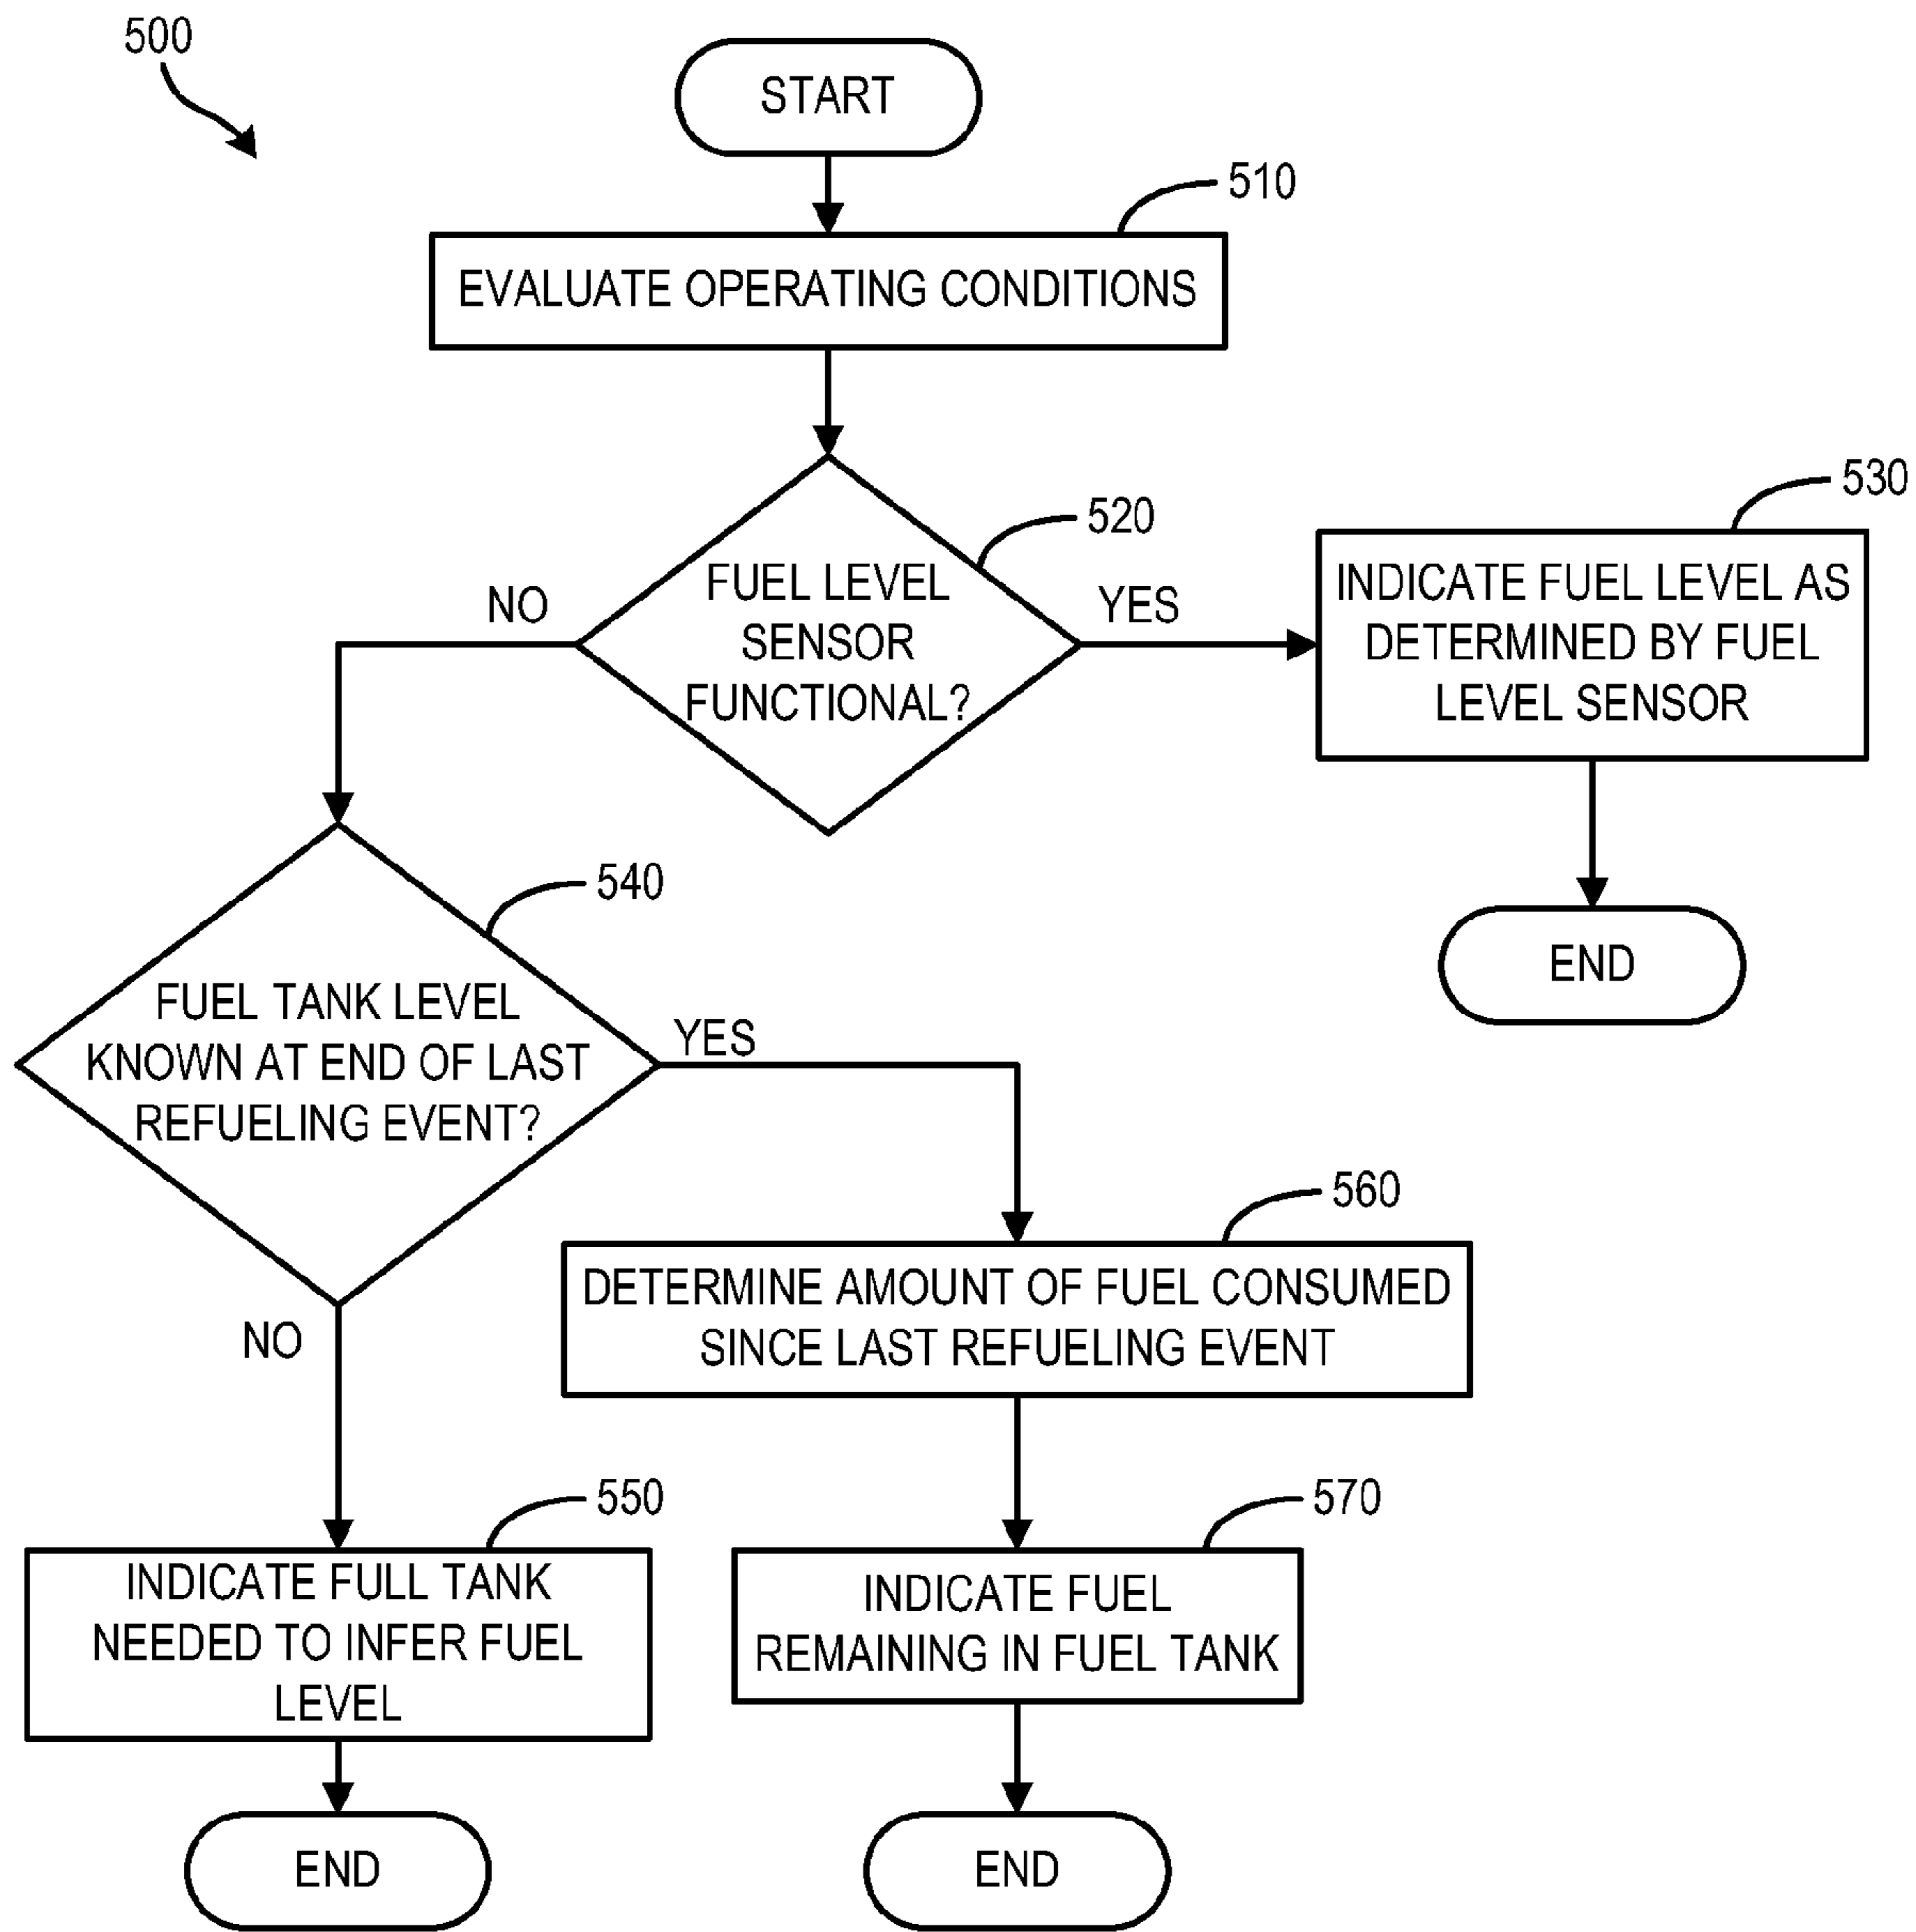 500
START
510
EVALUATE OPERATING CONDITIONS
520
FUEL LEVEL
SENSOR
FUNCTIONAL?
NO
YES
530
INDICATE FUEL LEVEL AS
DETERMINED BY FUEL
LEVEL SENSOR
END
540
FUEL TANK LEVEL
KNOWN AT END OF LAST
REFUELING EVENT?
YES
NO
560
DETERMINE AMOUNT OF FUEL CONSUMED
SINCE LAST REFUELING EVENT
550
INDICATE FULL TANK
NEEDED TO INFER FUEL
LEVEL
570
INDICATE FUEL
REMAINING IN FUEL TANK
END
END